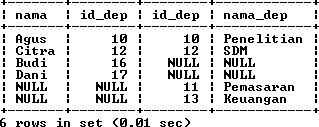 | nama | id_dep | id_dep | nama_dep |
| Agus | 10 | 10 | Penelitian |
| Citra | 12 | 12 | SDM |
| Budi | 16 | NULL | NULL |
| Dani | 17 | NULL | NULL |
| NULL | NULL | 11 | Pemasaran |
| NULL | NULL | 13 | Keuangan |
6 rows in set (0.01 sec)